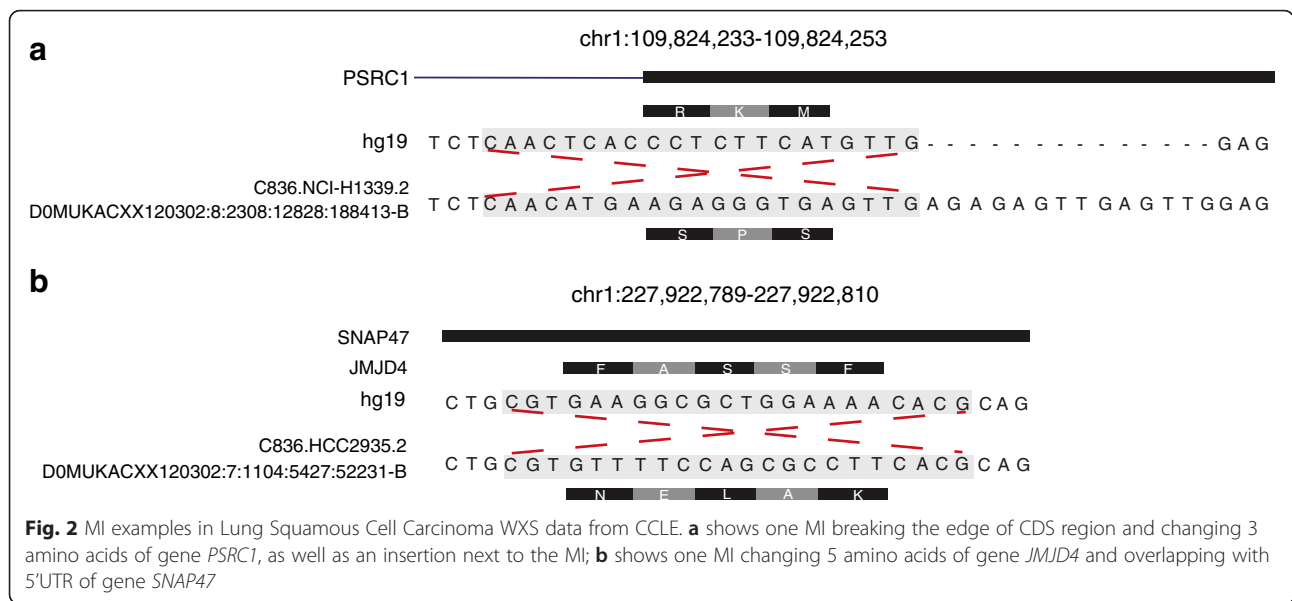 a
chr1:109,824,233-109,824,253
PSRC1
R K M
hg19 T C T C A A C T C A C C C T C T T C A T G T T G - - - - - - - - - - - - - - G A G
C836.NCI-H1339.2
D0MUKACXX120302:8:2308:12828:188413-B T C T C A A C A T G A A G A G G G T G A G T T G A G A G A G T T G A G T T G G A G
S P S
b
chr1:227,922,789-227,922,810
SNAP47
JMJD4 F A S S F
hg19 C T G C G T G A A G G C G C T G G A A A A C A C G C A G
C836.HCC2935.2
D0MUKACXX120302:7:1104:5427:52231-B C T G C G T G T T T T C C A G C G C C T T C A C G C A G
N E L A K
Fig. 2 MI examples in Lung Squamous Cell Carcinoma WXS data from CCLE. a shows one MI breaking the edge of CDS region and changing 3
amino acids of gene PSRC1, as well as an insertion next to the MI; b shows one MI changing 5 amino acids of gene JMJD4 and overlapping with
5'UTR of gene SNAP47